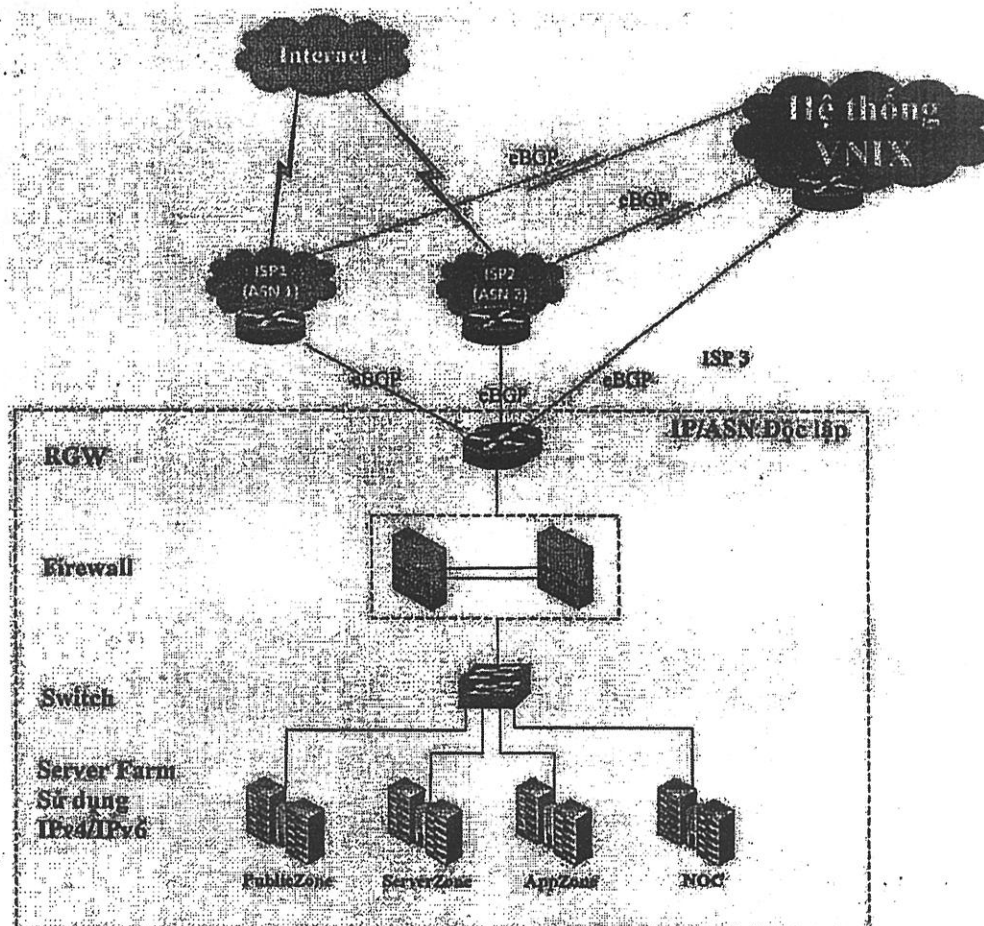 Internet
Hệ thống
VNIX
eBGP
eBGP
ISP1
(ASN 1)
ISP2
(ASN 2)
ISP 3
eBGP
eBGP
eBGP
IP/ASN Độc lập
RGW
Firewall
Switch
Server Farm
Sử dụng
IPv4/IPv6
PublicZone
ServerZone
AppZone
NOC